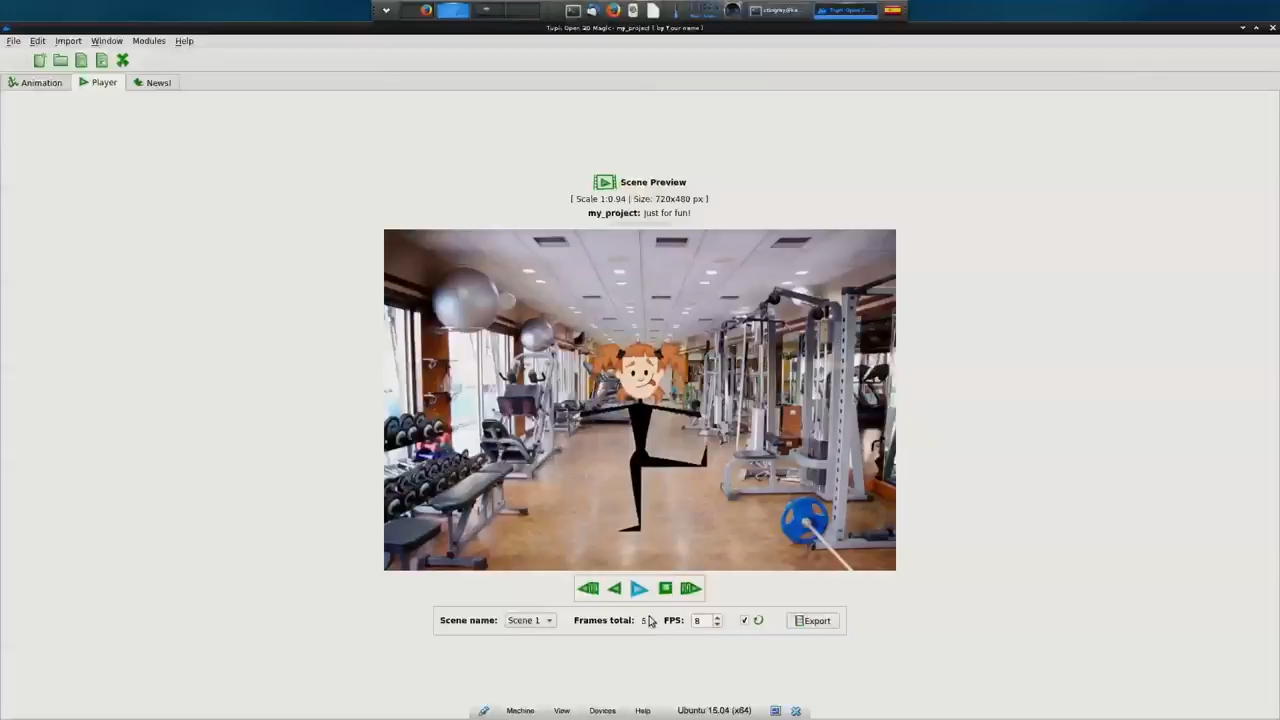 Tupi: Open 2D Magic - my_project [ by Your name ]
File Edit Import Window Modules Help
Animation Player News!
Scene Preview
[ Scale 1:0.94 | Size: 720x480 px ]
my_project: Just for fun!
Scene name: Scene 1 Frames total: 5 FPS: 8 Export
Machine View Devices Help Ubuntu 15.04 (x64)